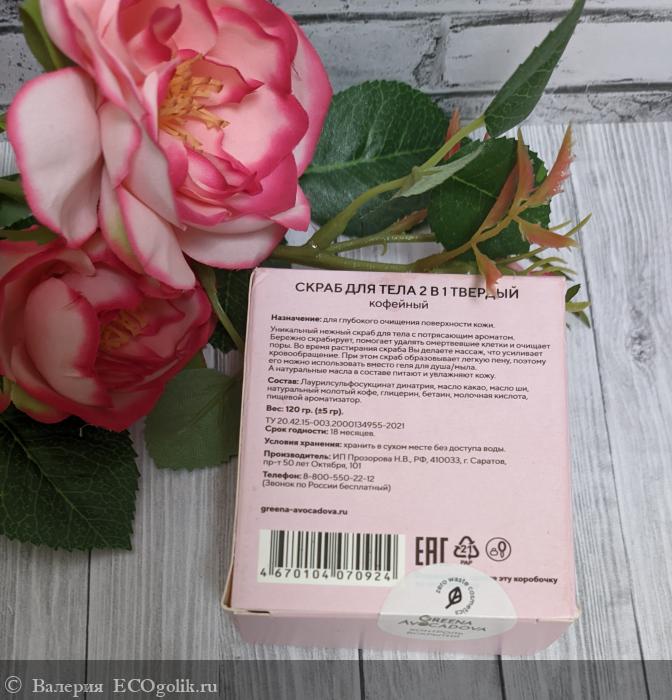 СКРАБ ДЛЯ ТЕЛА 2 В 1 ТВЕРДЫЙ
кофейный
Назначение: для глубокого очищения поверхности кожи.
Уникальный нежный скраб для тела с потрясающим ароматом.
Бережно скрабирует, помогает удалять омертвевшие клетки и очищает
поры. Во время растирания скраба Вы делаете массаж, что усиливает
кровообращение. При этом скраб образовывает легкую пену, поэтому
его можно использовать вместо геля для душа/мыла.
А натуральные масла в составе питают и увлажняют кожу.
Состав: Лаурилсульфосукцинат динатрия, масло какао, масло ши,
натуральный молотый кофе, глицерин, бетаин, молочная кислота,
пищевой ароматизатор.
Вес: 120 гр. (±5 гр).
ТУ 20.42.15-003.2000134955-2021
Срок годности: 18 месяцев.
Условия хранения: хранить в сухом месте без доступа воды.
Производитель: ИП Прозорова Н.В., РФ, 410033, г. Саратов,
пр-т 50 лет Октября, 101
Телефон: 8-800-550-22-12
(Звонок по России бесплатный)
greena-avocadova.ru
4 670104 070924
EAC 21 PAP
эту коробочку
zero waste cosmetics
GREENA
AVOCADOVA
КОНТРОЛЬ
ВСКРЫТИЯ
© Валерия ECOgolik.ru